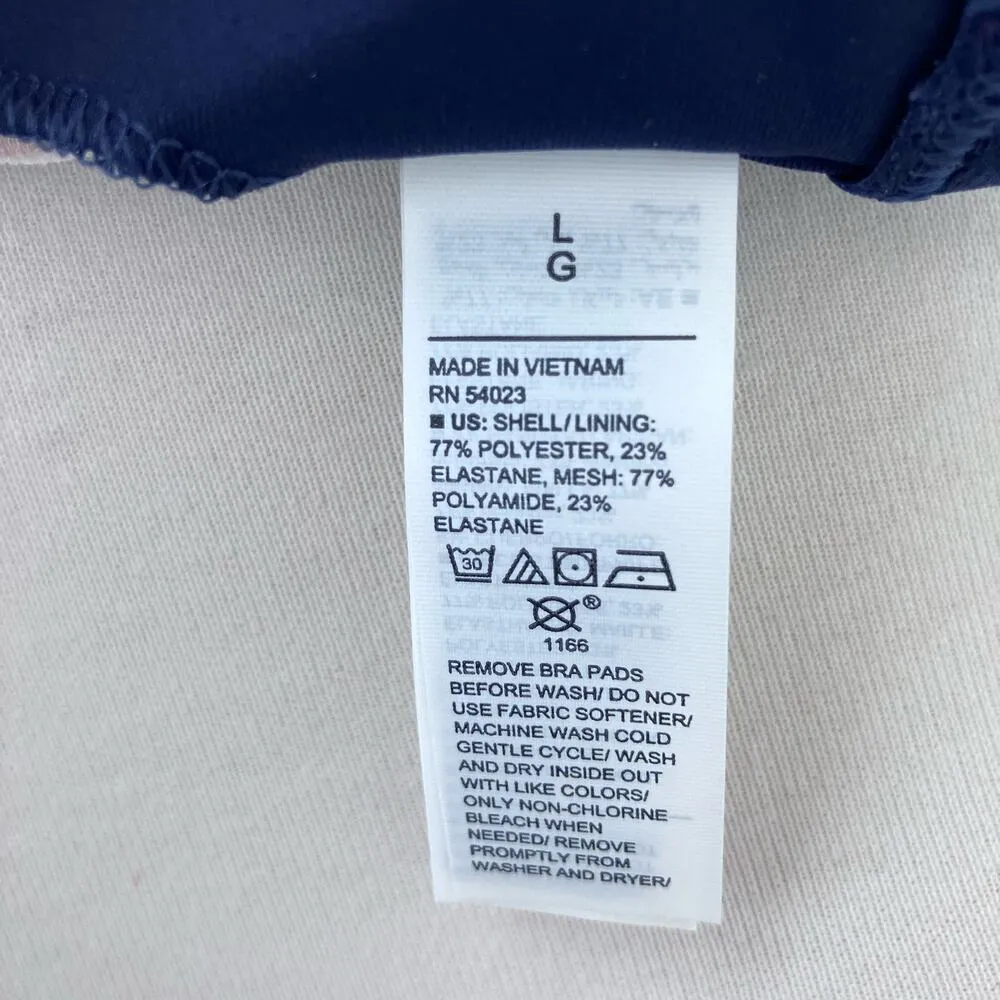 L
G
MADE IN VIETNAM
RN 54023
US: SHELL/LINING:
77% POLYESTER, 23%
ELASTANE, MESH: 77%
POLYAMIDE, 23%
ELASTANE
30
®
1166
REMOVE BRA PADS
BEFORE WASH/ DO NOT
USE FABRIC SOFTENER/
MACHINE WASH COLD
GENTLE CYCLE/ WASH
AND DRY INSIDE OUT
WITH LIKE COLORS/
ONLY NON-CHLORINE
BLEACH WHEN
NEEDED/ REMOVE
PROMPTLY FROM
WASHER AND DRYER/